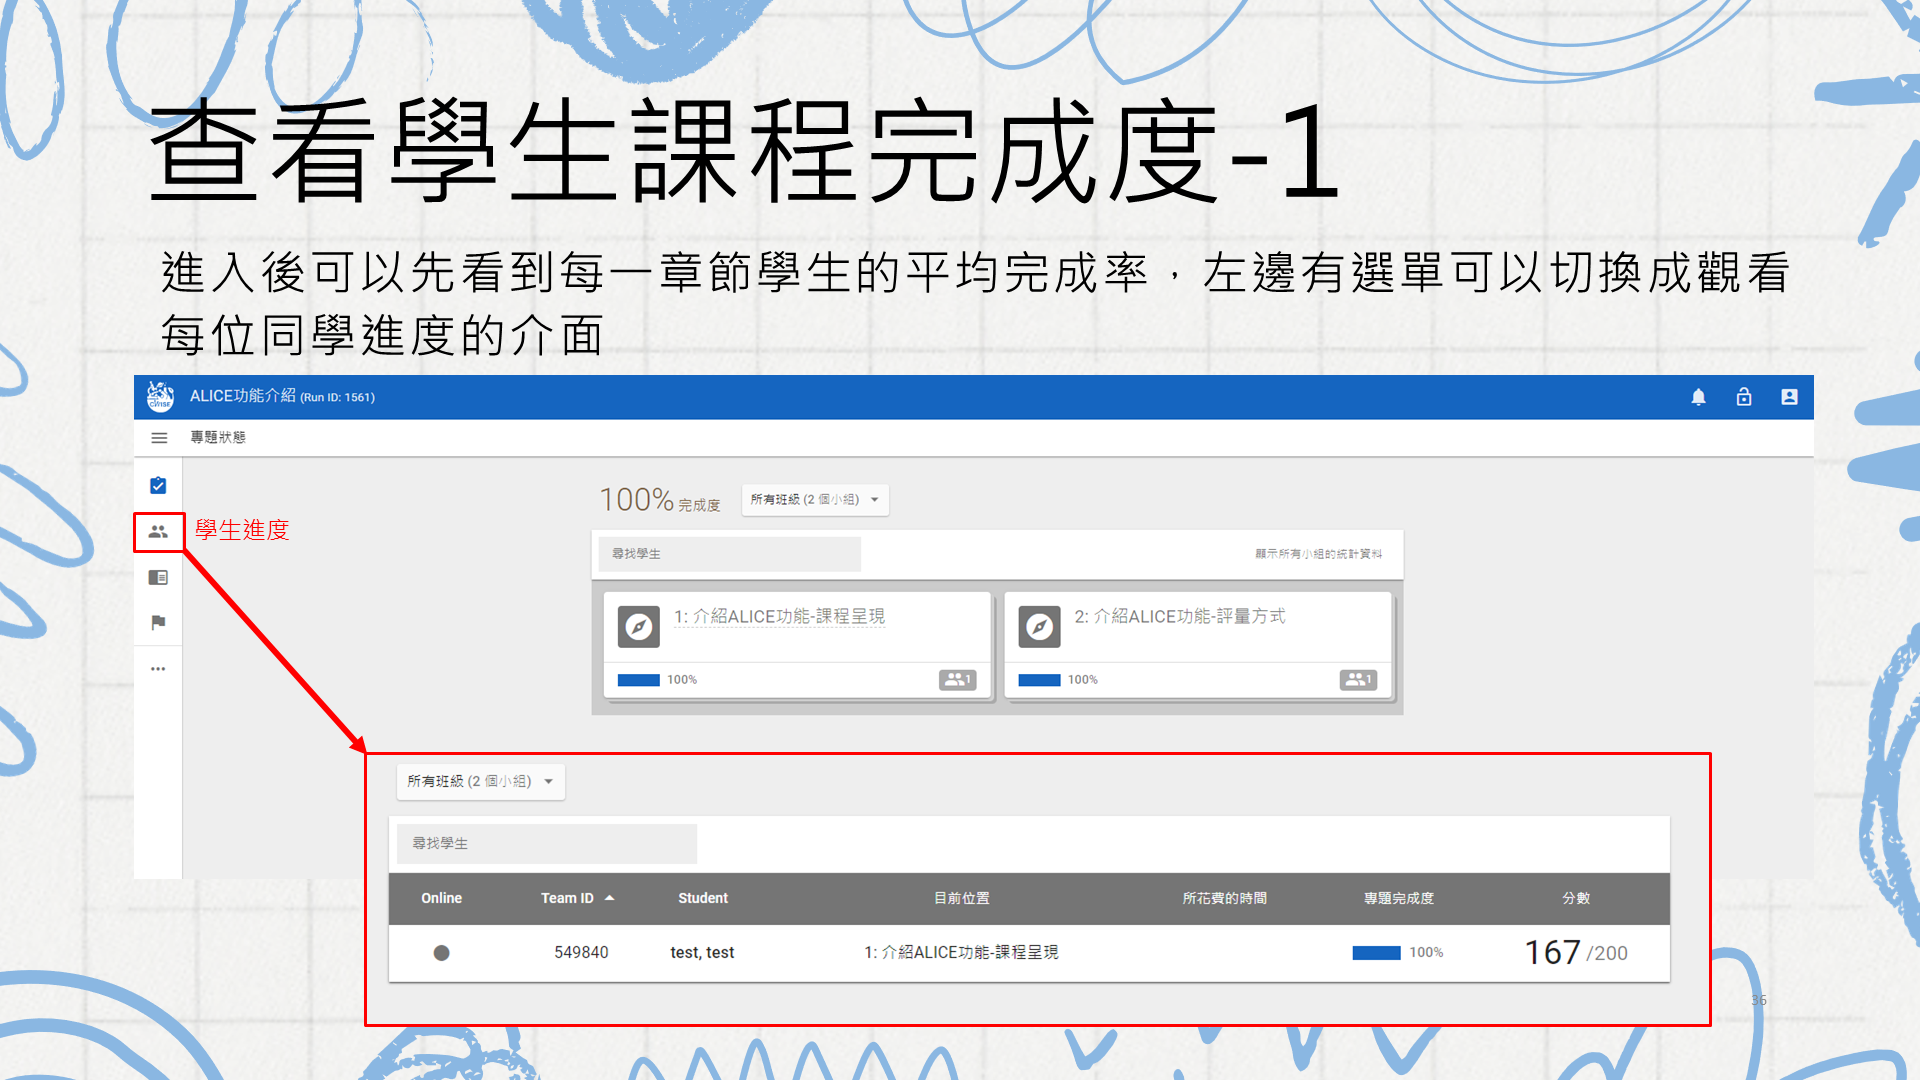 查看學生課程完成度-1
進入後可以先看到每一章節學生的平均完成率，左邊有選單可以切換成觀看
每位同學進度的介面
CWISE
ALICE功能介紹 (Run ID: 1561)
專題狀態
100% 完成度
所有班級 (2 個小組)
學生進度
尋找學生
顯示所有小組的統計資料
1: 介紹ALICE功能-課程呈現
2: 介紹ALICE功能-評量方式
100%
1
100%
1
所有班級 (2 個小組)
尋找學生
Online Team ID Student 目前位置 所花費的時間 專題完成度 分數
549840 test, test 1: 介紹ALICE功能-課程呈現 100% 167/200
36